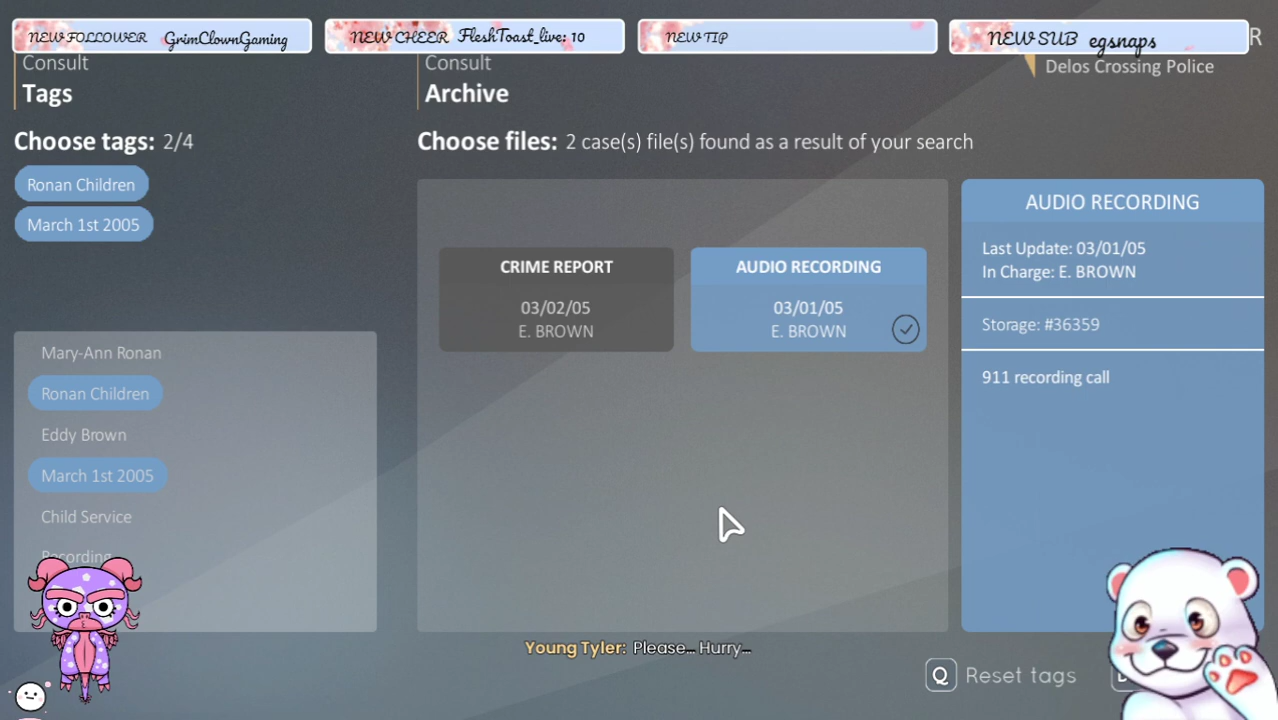 NEW FOLLOWER GrimClownGaming
NEW CHEER FleshToast_live: 10
NEW TIP
NEW SUB egsnaps
R
Delos Crossing Police
Consult
Tags
Choose tags: 2/4
Ronan Children
March 1st 2005
Mary-Ann Ronan
Ronan Children
Eddy Brown
March 1st 2005
Child Service
Recording
Consult
Archive
Choose files: 2 case(s) file(s) found as a result of your search
CRIME REPORT
03/02/05
E. BROWN
AUDIO RECORDING
03/01/05
E. BROWN
AUDIO RECORDING
Last Update: 03/01/05
In Charge: E. BROWN
Storage: #36359
911 recording call
Young Tyler: Please... Hurry...
Q Reset tags